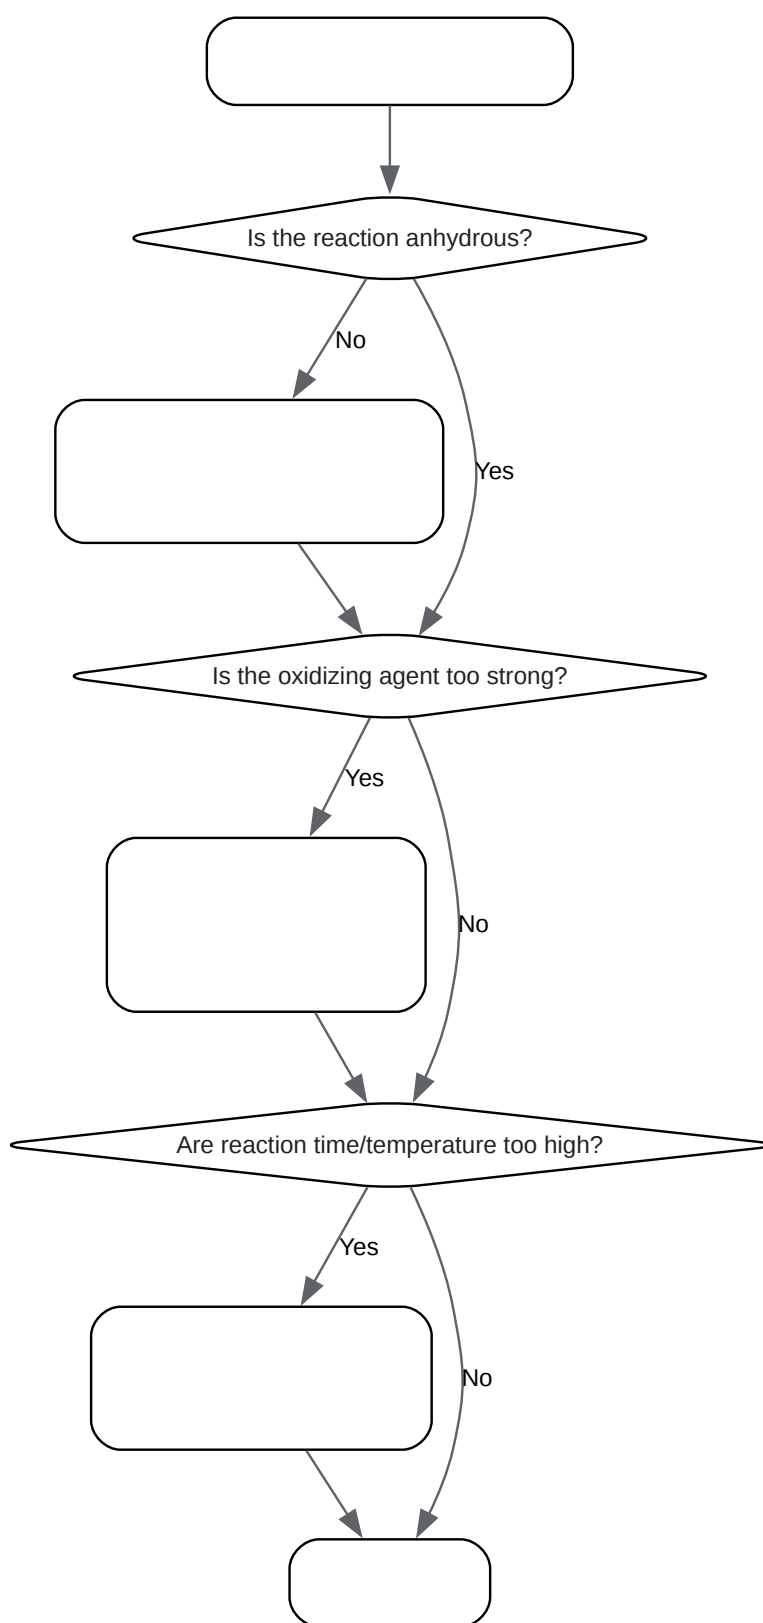 Is the reaction anhydrous?
No
Yes
Is the oxidizing agent too strong?
Yes
No
Are reaction time/temperature too high?
Yes
No